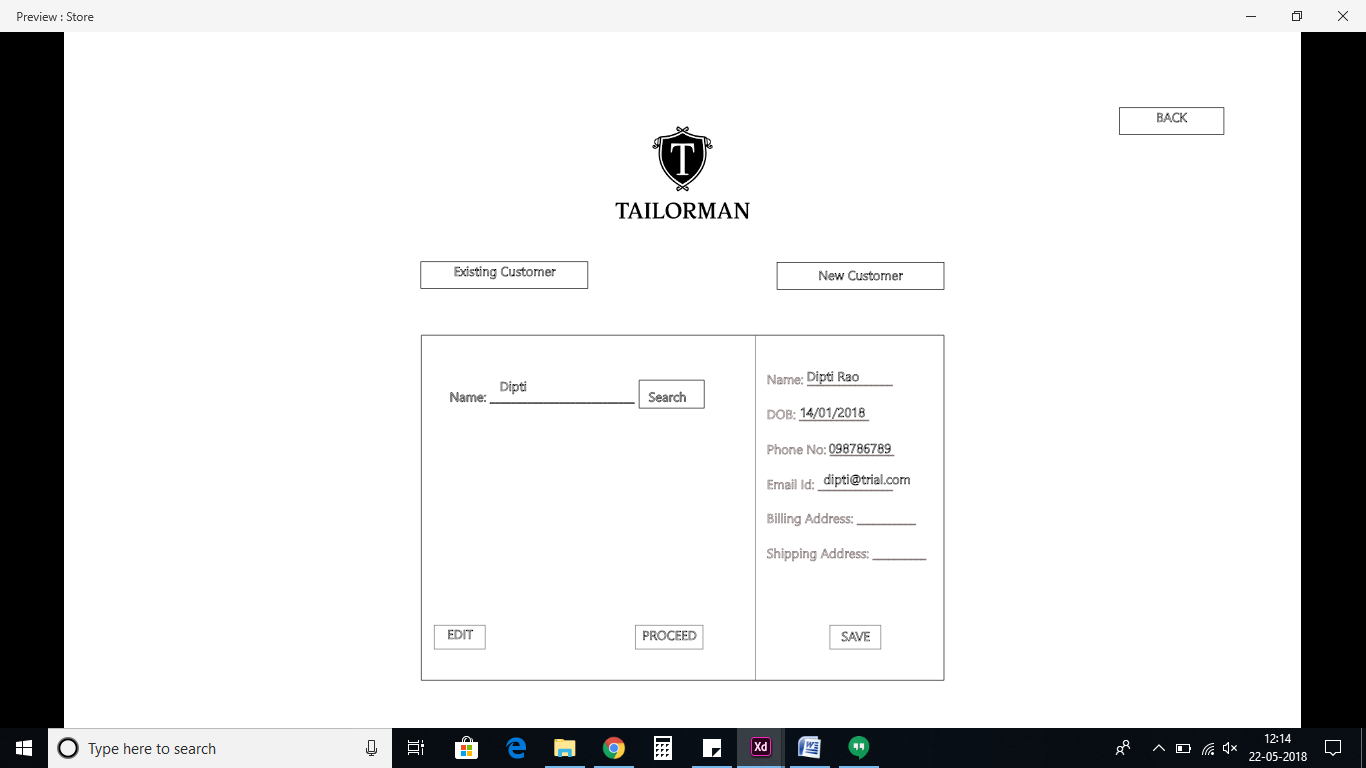 Preview : Store
BACK
T
TAILORMAN
Existing Customer
New Customer
Name: Dipti
Search
Name: Dipti Rao
DOB: 14/01/2018
Phone No: 098786789
Email Id: dipti@trial.com
Billing Address:
Shipping Address:
EDIT
PROCEED
SAVE
Type here to search
Xd
12:14
22-05-2018